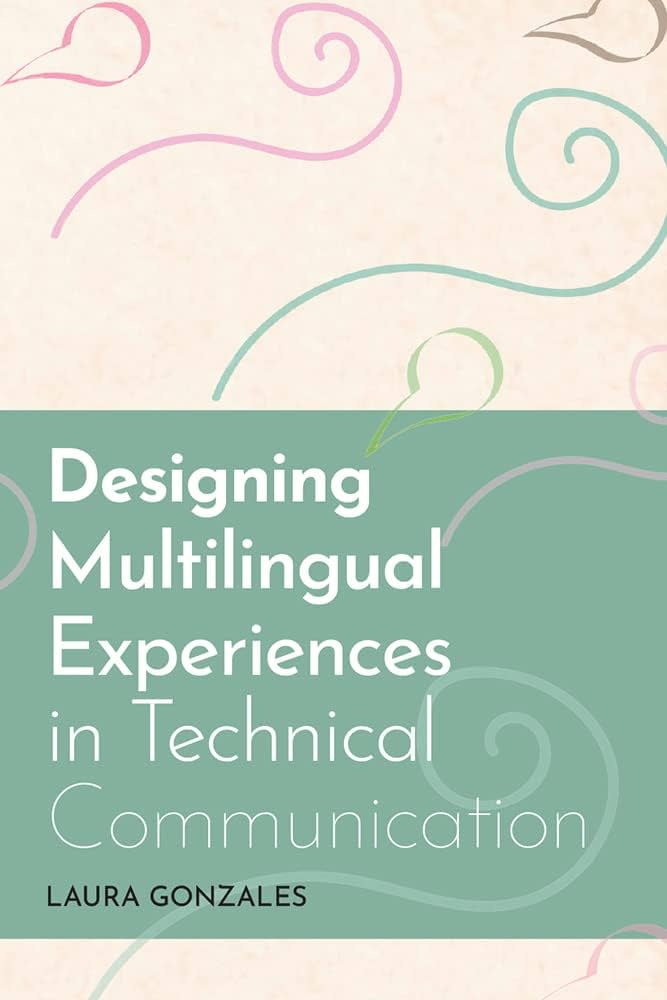 Designing
Multilingual
Experiences
in Technical
Communication
LAURA GONZALES